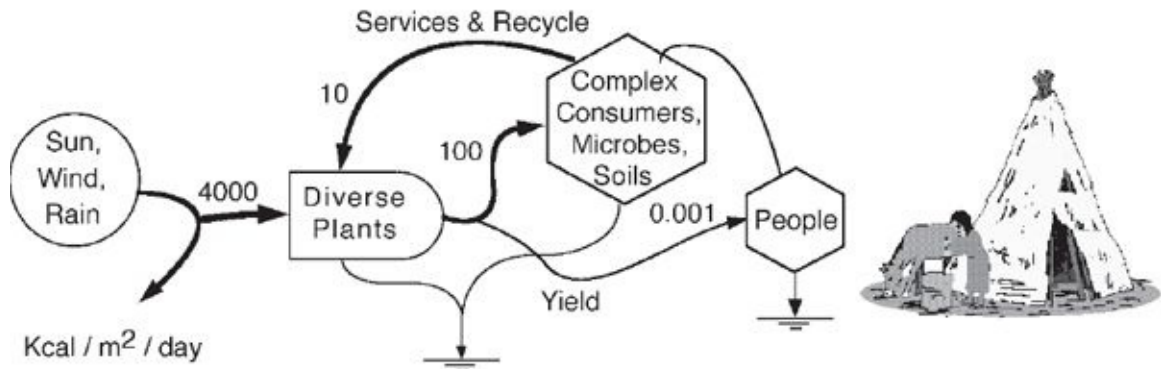 Services & Recycle
10
Sun,
Wind,
Rain
4000
Diverse
Plants
100
Complex
Consumers,
Microbes,
Soils
0.001
People
Yield
Kcal / m² / day